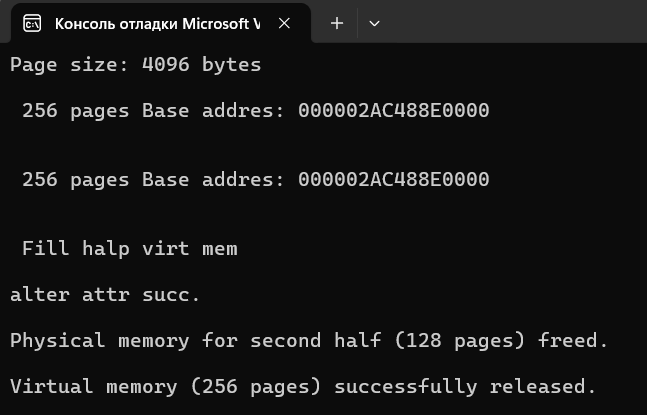 Консоль отладки Microsoft V
Page size: 4096 bytes
256 pages Base addres: 000002AC488E0000
256 pages Base addres: 000002AC488E0000
Fill halp virt mem
alter attr succ.
Physical memory for second half (128 pages) freed.
Virtual memory (256 pages) successfully released.